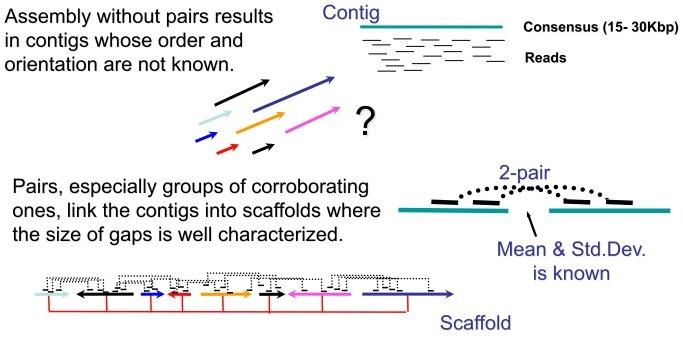 Assembly without pairs results
in contigs whose order and
orientation are not known.
Contig
Consensus (15- 30Kbp)
Reads
?
Pairs, especially groups of corroborating
ones, link the contigs into scaffolds where
the size of gaps is well characterized.
2-pair
Mean & Std.Dev.
is known
Scaffold